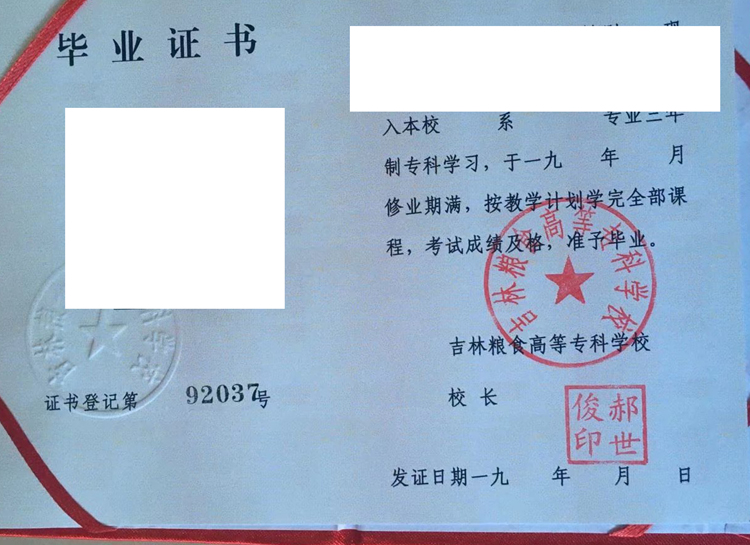 毕业证书
入本校 系 专业三年
制专科学习，于一九 年 月
修业期满，按教学计划学完全部课
程，考试成绩及格，准予毕业。
吉林粮食高等专科学校
吉林粮食高等专科学校
校长
郝世俊印
发证日期一九 年 月 日
证书登记第 92037号